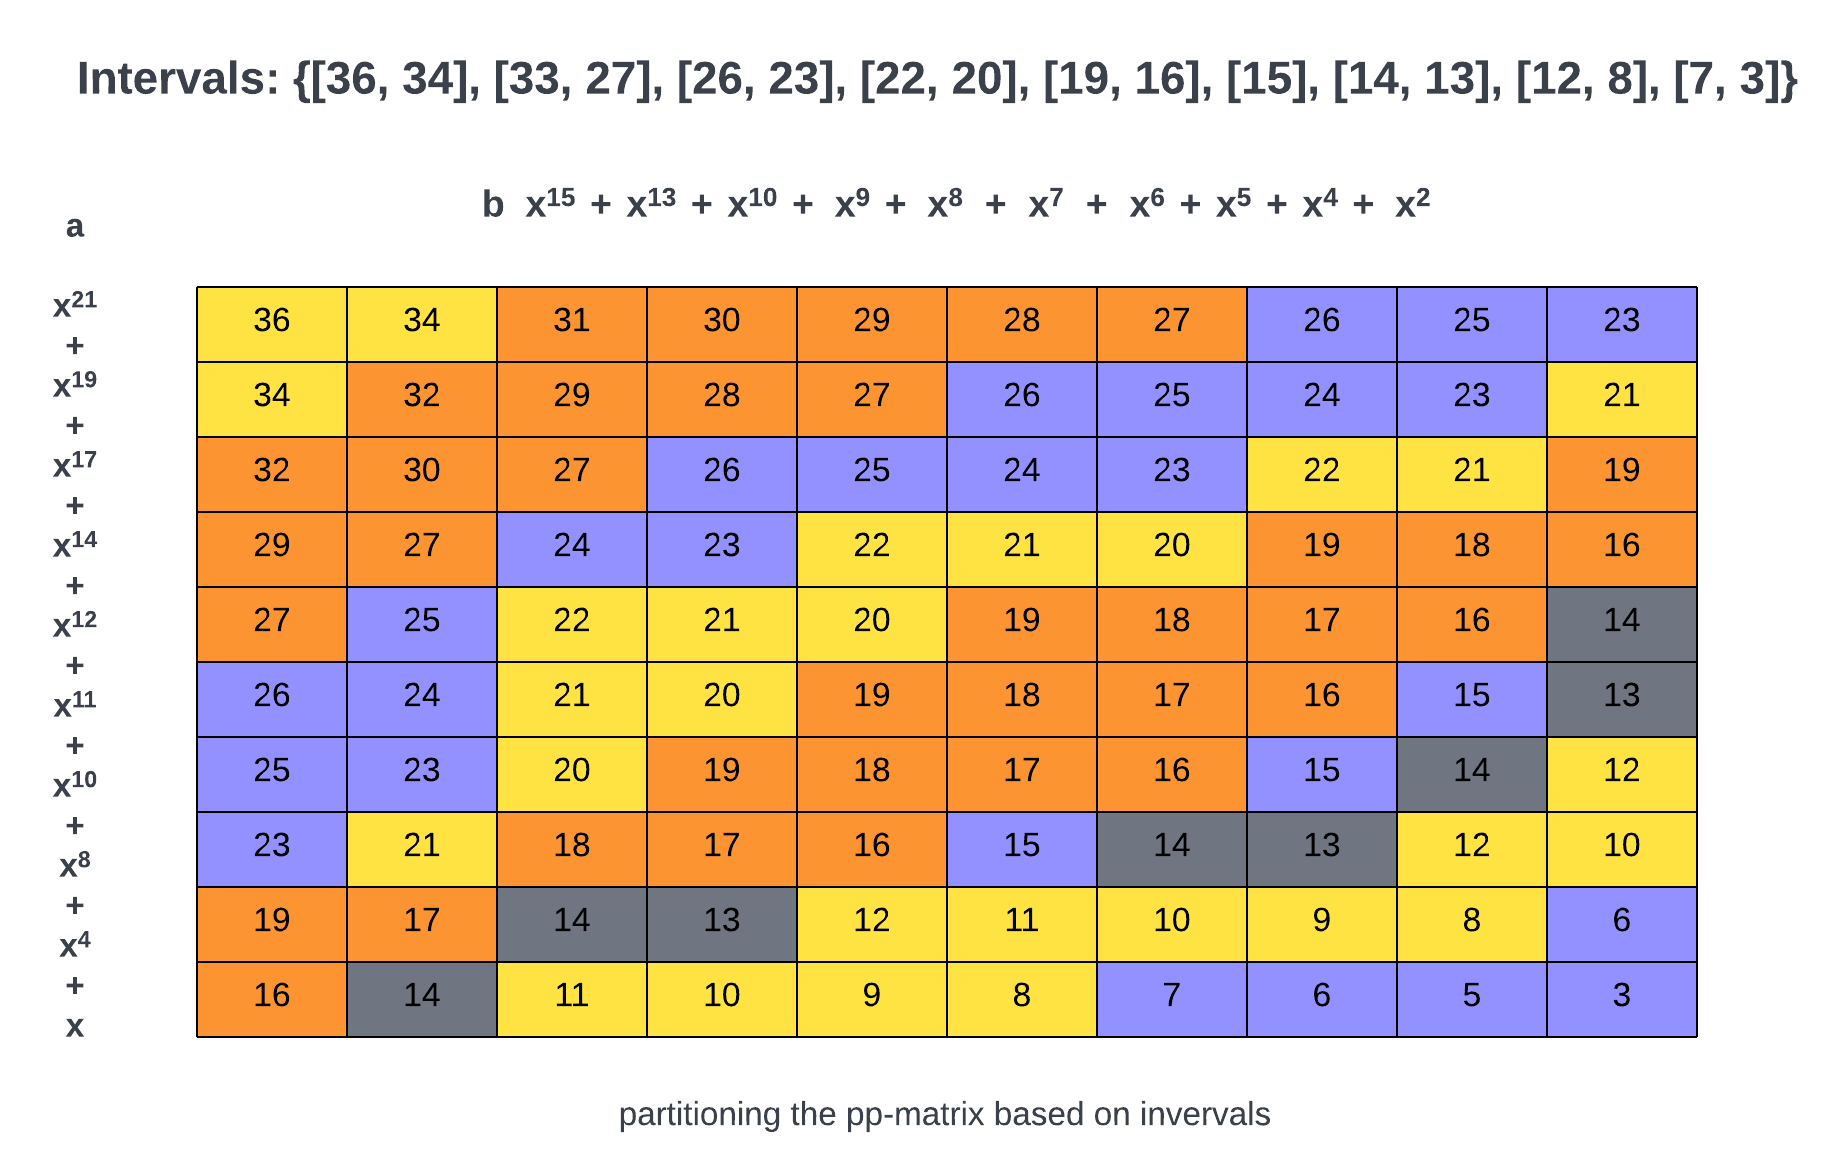 Intervals: {[36, 34], [33, 27], [26, 23], [22, 20], [19, 16], [15], [14, 13], [12, 8], [7, 3]}
b x¹⁵ + x¹³ + x¹⁰ + x⁹ + x⁸ + x⁷ + x⁶ + x⁵ + x⁴ + x²
a
x²¹
+
x¹⁹
+
x¹⁷
+
x¹⁴
+
x¹²
+
x¹¹
+
x¹⁰
+
x⁸
+
x⁴
+
x
36 34 31 30 29 28 27 26 25 23
34 32 29 28 27 26 25 24 23 21
32 30 27 26 25 24 23 22 21 19
29 27 24 23 22 21 20 19 18 16
27 25 22 21 20 19 18 17 16 14
26 24 21 20 19 18 17 16 15 13
25 23 20 19 18 17 16 15 14 12
23 21 18 17 16 15 14 13 12 10
19 17 14 13 12 11 10 9 8 6
16 14 11 10 9 8 7 6 5 3
partitioning the pp-matrix based on invervals